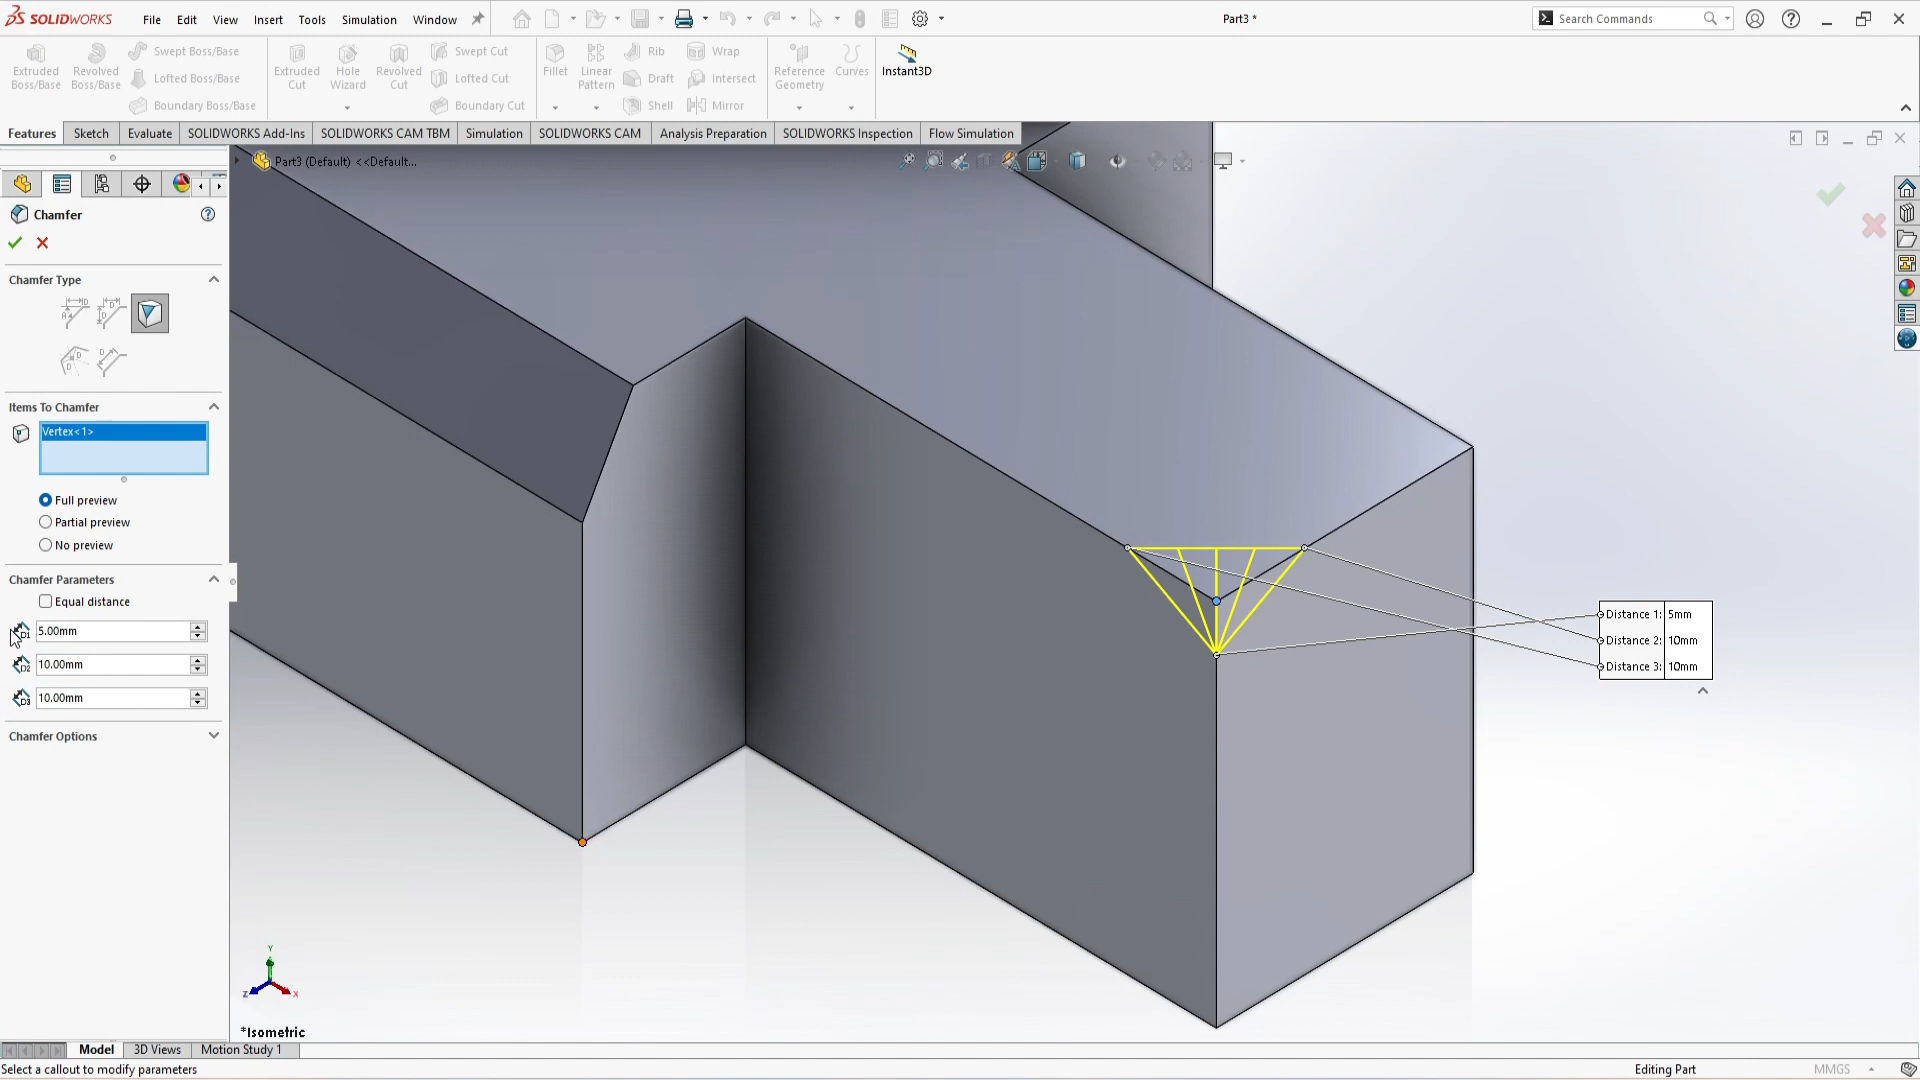 SOLIDWORKS File Edit View Insert Tools Simulation Window Part3 * Search Commands
Extruded Boss/Base
Revolved Boss/Base
Swept Boss/Base
Lofted Boss/Base
Boundary Boss/Base
Extruded Cut
Hole Wizard
Revolved Cut
Swept Cut
Lofted Cut
Boundary Cut
Fillet
Linear Pattern
Rib
Draft
Shell
Wrap
Intersect
Mirror
Reference Geometry
Curves
Instant3D
Features Sketch Evaluate SOLIDWORKS Add-Ins SOLIDWORKS CAM TBM Simulation SOLIDWORKS CAM Analysis Preparation SOLIDWORKS Inspection Flow Simulation
Part3 (Default) <<Default...
Chamfer
Chamfer Type
Items To Chamfer
Vertex<1>
Full preview
Partial preview
No preview
Chamfer Parameters
Equal distance
D1 5.00mm
D2 10.00mm
D3 10.00mm
Chamfer Options
Distance 1: 5mm
Distance 2: 10mm
Distance 3: 10mm
Y
Z X
*Isometric
Model 3D Views Motion Study 1
Select a callout to modify parameters Editing Part MMGS